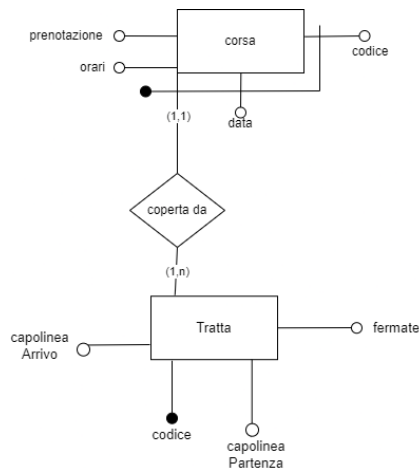 prenotazione
corsa
codice
orari
(1,1)
data
coperta da
(1,n)
Tratta
fermate
capolinea
Arrivo
codice
capolinea
Partenza